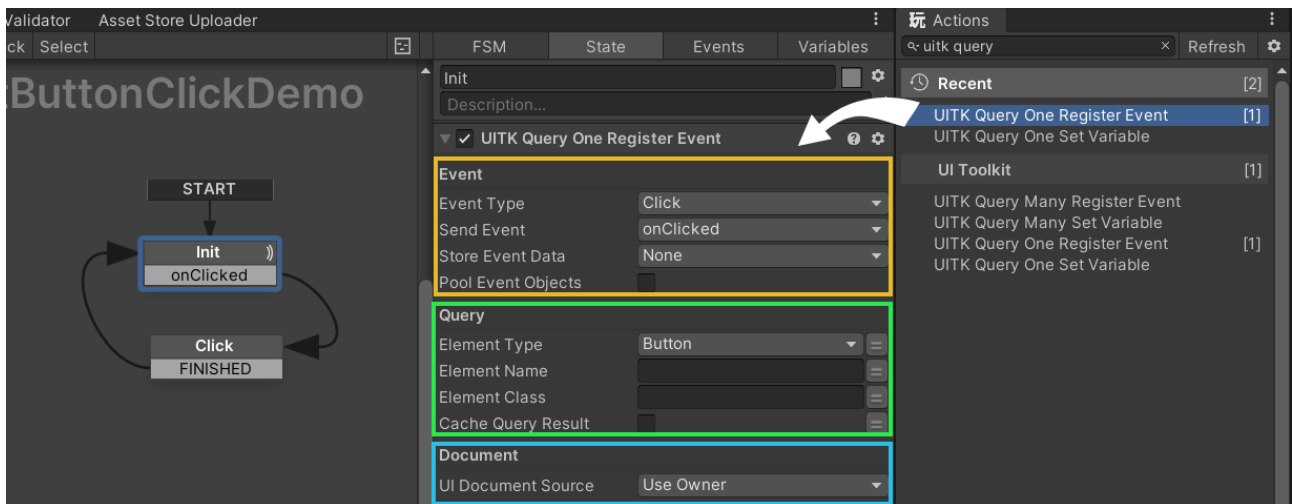 Validator Asset Store Uploader
ck Select
ButtonClickDemo
START
Init
onClicked
Click
FINISHED
FSM State Events Variables
Init
Description...
UITK Query One Register Event
Event
Event Type Click
Send Event onClicked
Store Event Data None
Pool Event Objects
Query
Element Type Button
Element Name
Element Class
Cache Query Result
Document
UI Document Source Use Owner
玩 Actions
uitk query Refresh
Recent [2]
UITK Query One Register Event [1]
UITK Query One Set Variable
UI Toolkit [1]
UITK Query Many Register Event
UITK Query Many Set Variable
UITK Query One Register Event [1]
UITK Query One Set Variable